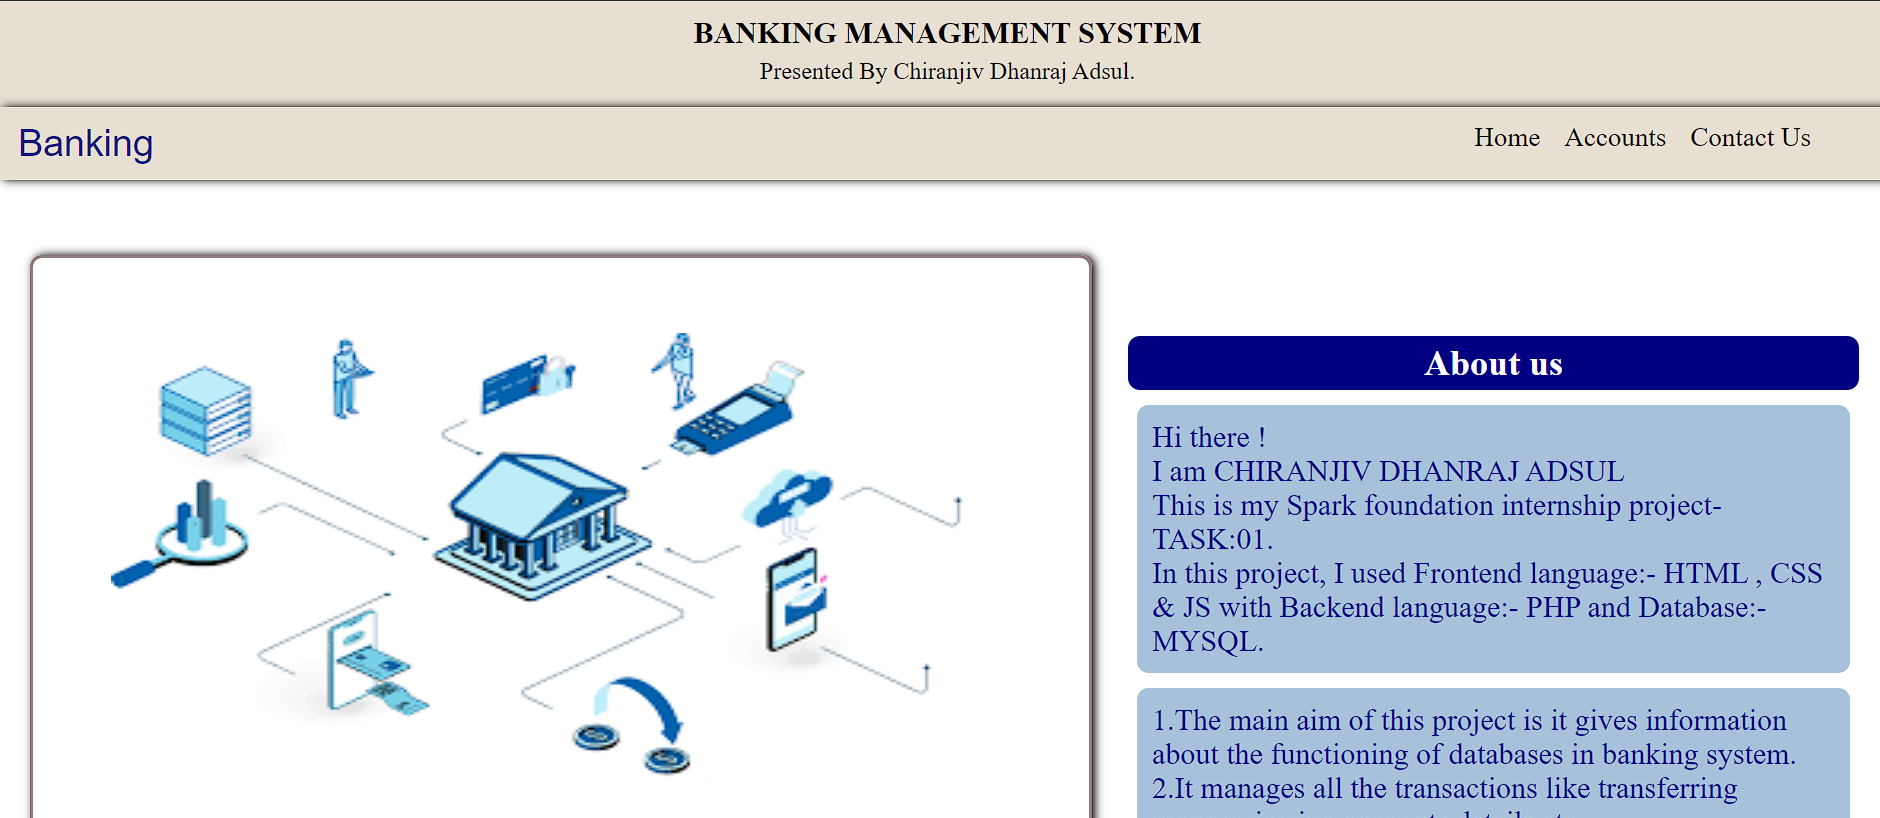 BANKING MANAGEMENT SYSTEM
Presented By Chiranjiv Dhanraj Adsul.
Banking
Home Accounts Contact Us
About us
Hi there !
I am CHIRANJIV DHANRAJ ADSUL
This is my Spark foundation internship project-
TASK:01.
In this project, I used Frontend language:- HTML , CSS
& JS with Backend language:- PHP and Database:-
MYSQL.
1.The main aim of this project is it gives information
about the functioning of databases in banking system.
2.It manages all the transactions like transferring